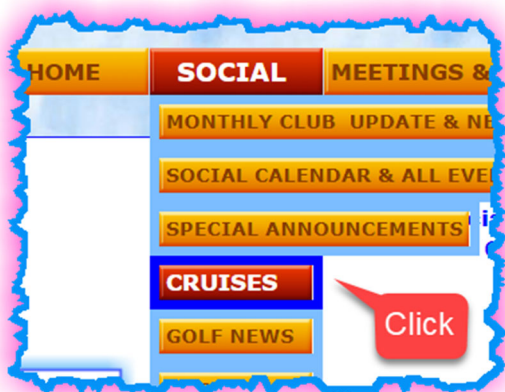 HOME SOCIAL MEETINGS &
MONTHLY CLUB UPDATE & NE
SOCIAL CALENDAR & ALL EVE
SPECIAL ANNOUNCEMENTS
CRUISES
Click
GOLF NEWS